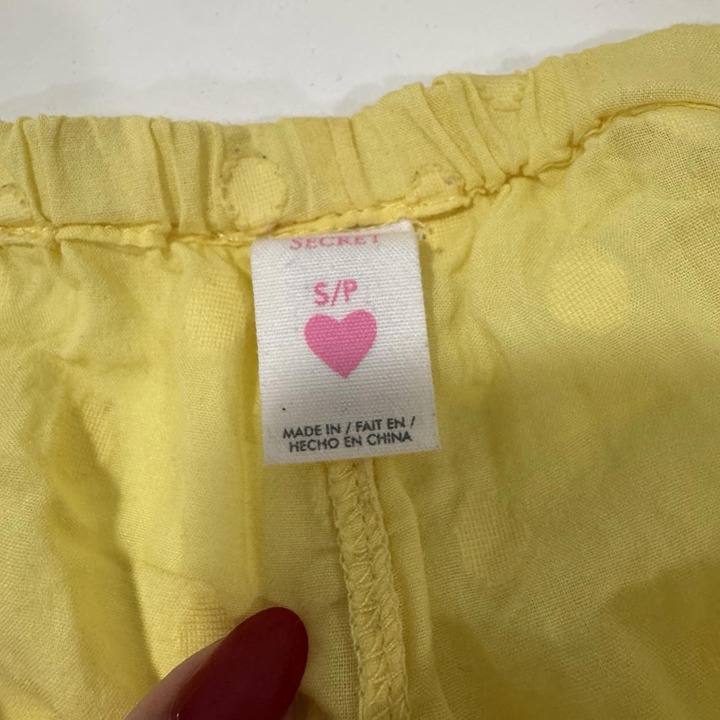 SECRET
S/P
MADE IN / FAIT EN /
HECHO EN CHINA